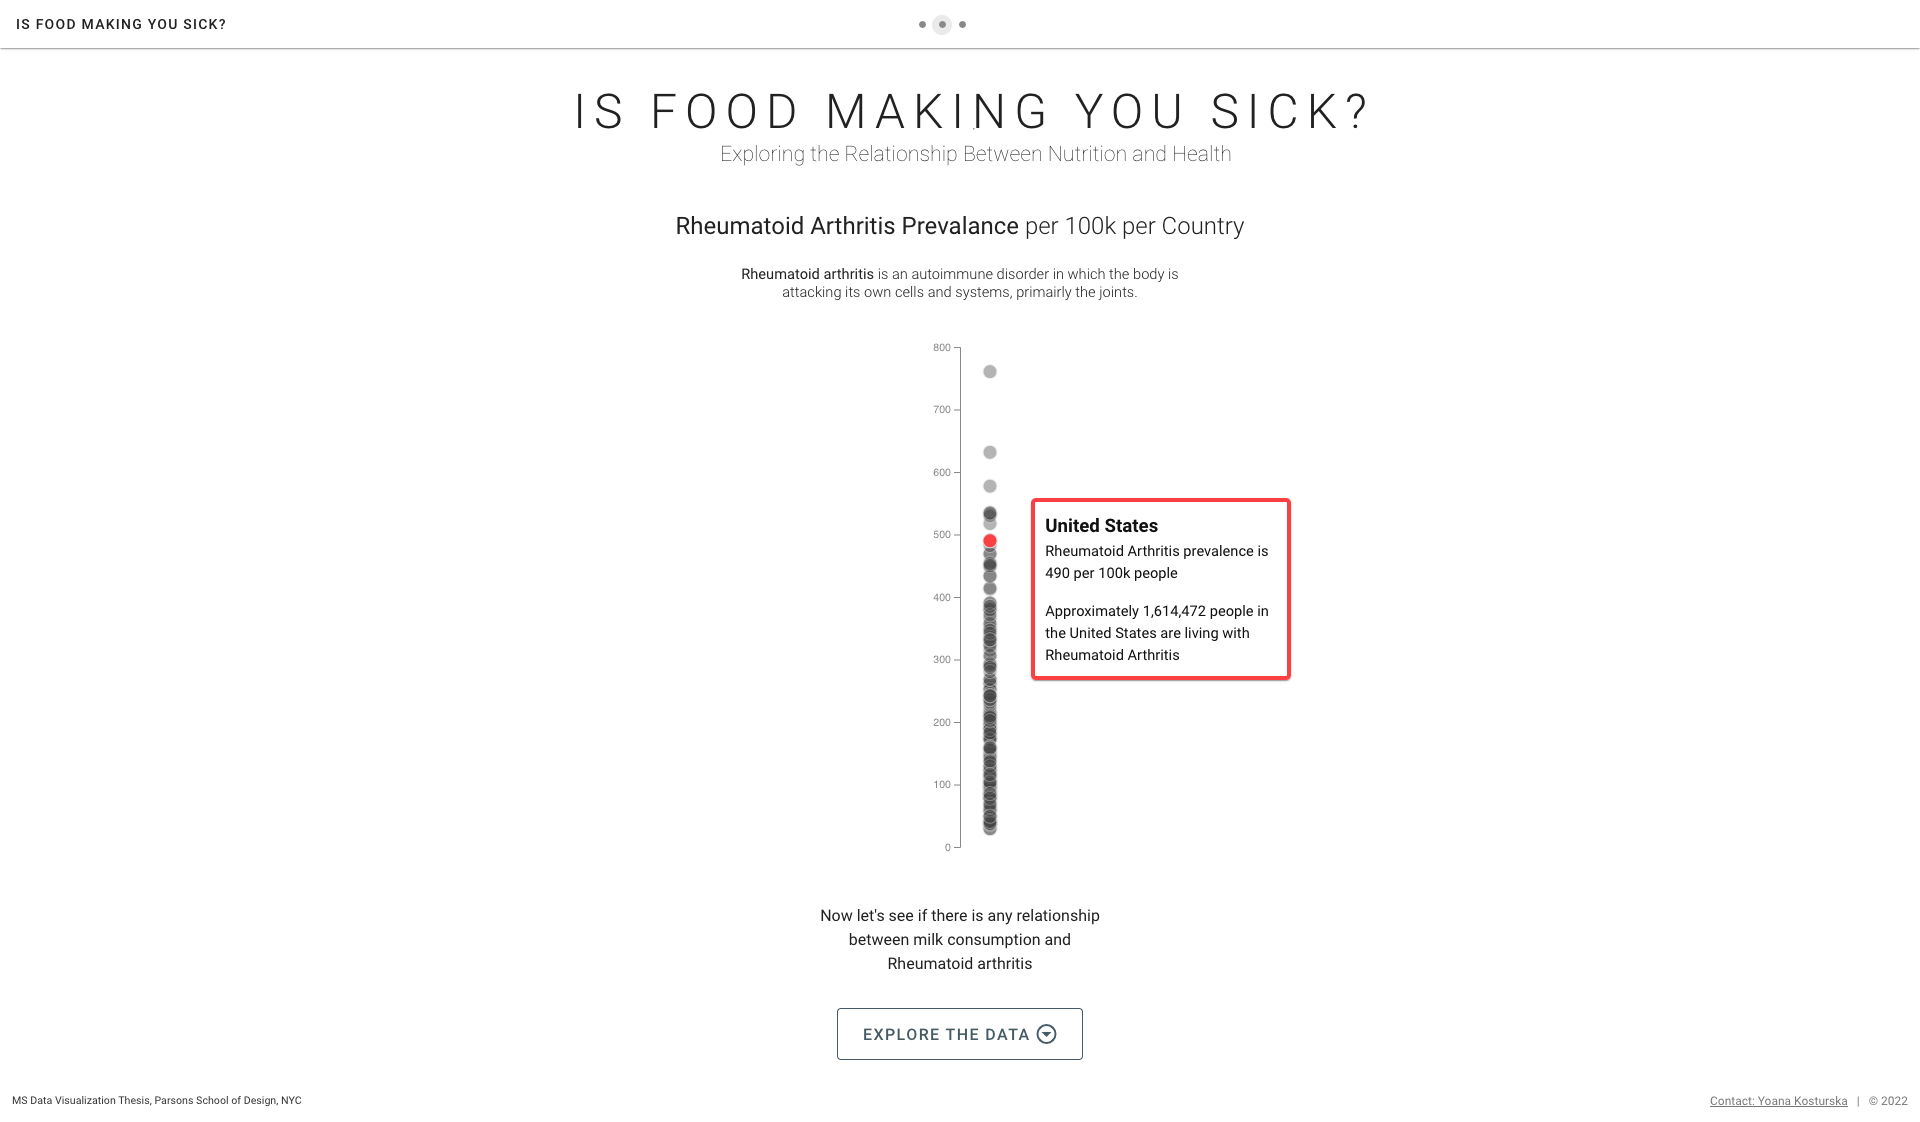 IS FOOD MAKING YOU SICK?
IS FOOD MAKING YOU SICK?
Exploring the Relationship Between Nutrition and Health
Rheumatoid Arthritis Prevalance per 100k per Country
Rheumatoid arthritis is an autoimmune disorder in which the body is
attacking its own cells and systems, primairly the joints.
800
700
600
500
400
300
200
100
0
United States
Rheumatoid Arthritis prevalence is
490 per 100k people
Approximately 1,614,472 people in
the United States are living with
Rheumatoid Arthritis
Now let's see if there is any relationship
between milk consumption and
Rheumatoid arthritis
EXPLORE THE DATA
MS Data Visualization Thesis, Parsons School of Design, NYC
Contact: Yoana Kosturska | © 2022